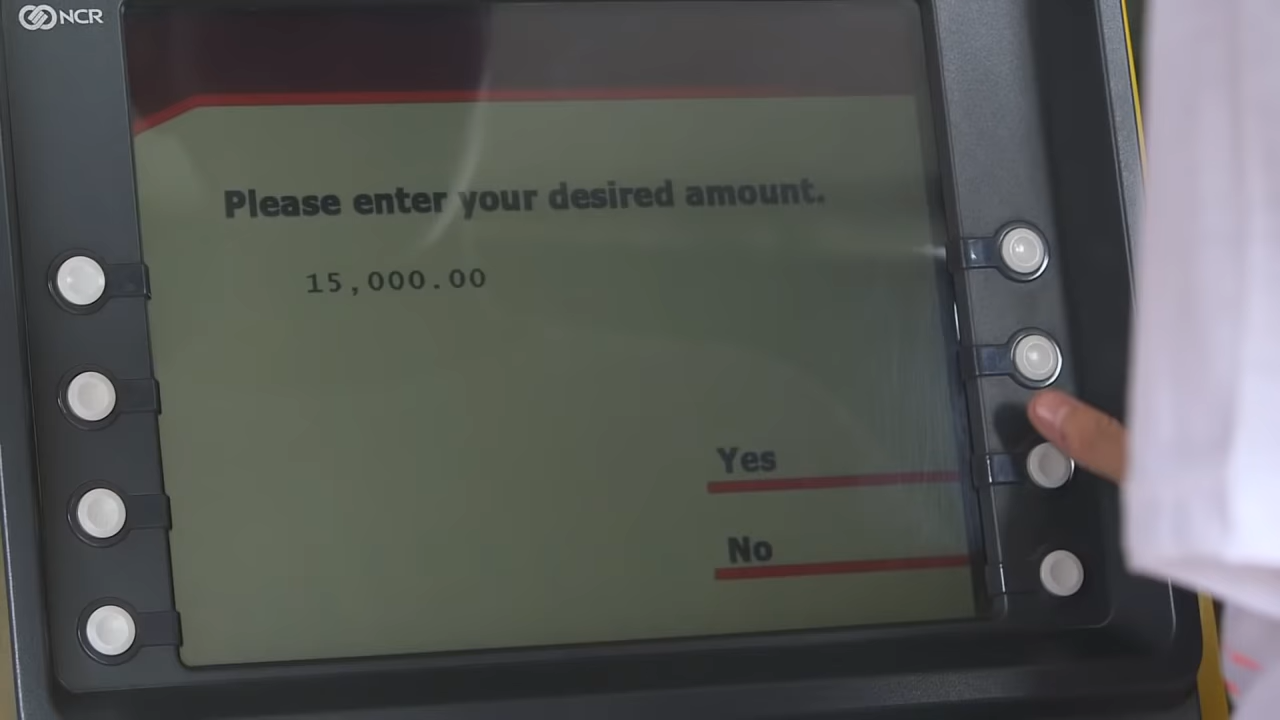 NCR
Please enter your desired amount.
15,000.00
Yes
No